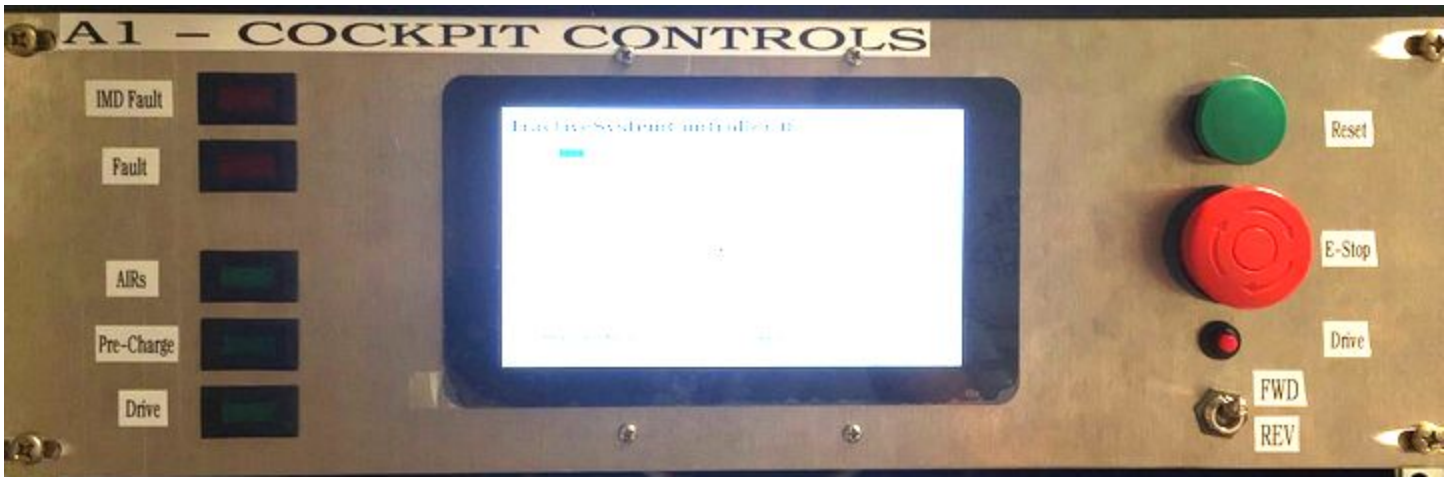 A1 – COCKPIT CONTROLS
IMD Fault
Fault
AIRs
Pre-Charge
Drive
Reset
E-Stop
Drive
FWD
REV